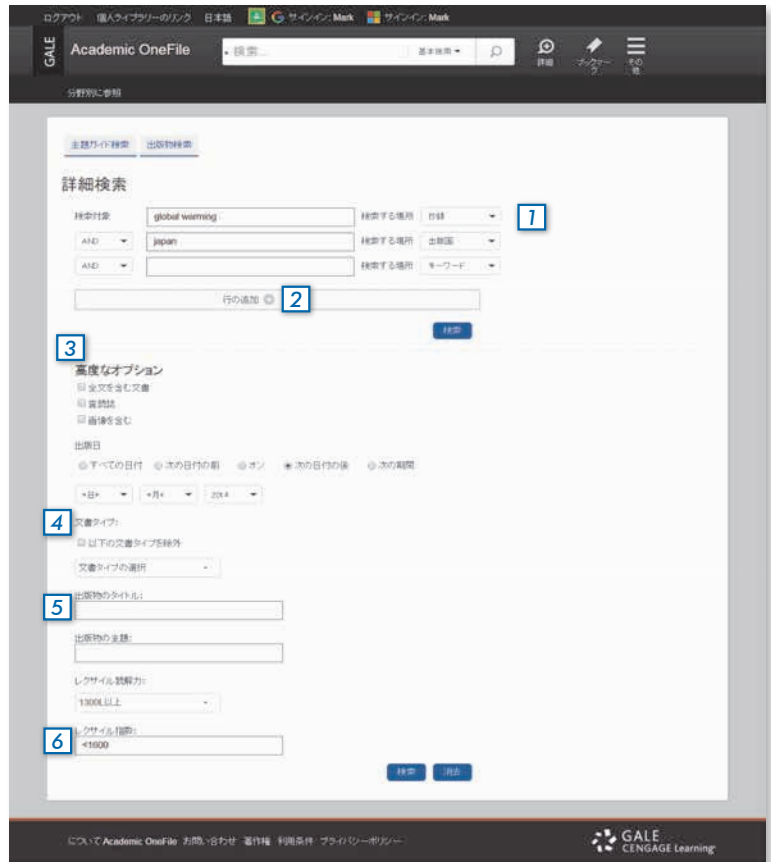 ログアウト 個人ライブラリーのリンク 日本語 G サインイン: Mark サインイン: Mark
GALE Academic OneFile 検索... 基本検索 詳細 ブックマーク その他
分野別に参照
主題ガイド検索 出版物検索
詳細検索
検索対象 global warming 検索する場所 抄録 1
AND japan 検索する場所 出版国
AND 検索する場所 キーワード
行の追加 2
検索
3
高度なオプション
全文を含む文書
査読誌
画像を含む
出版日
すべての日付 次の日付の前 オン 次の日付の後 次の期間
*日* *月* 2014
4 文書タイプ:
以下の文書タイプを除外
文書タイプの選択
出版物のタイトル:
5
出版物の主題:
レクサイル読解力:
1300L以上
レクサイル指数:
6 <1600
検索 消去
について Academic OneFile お問い合わせ 著作権 利用条件 プライバシーポリシー
GALE
CENGAGE Learning